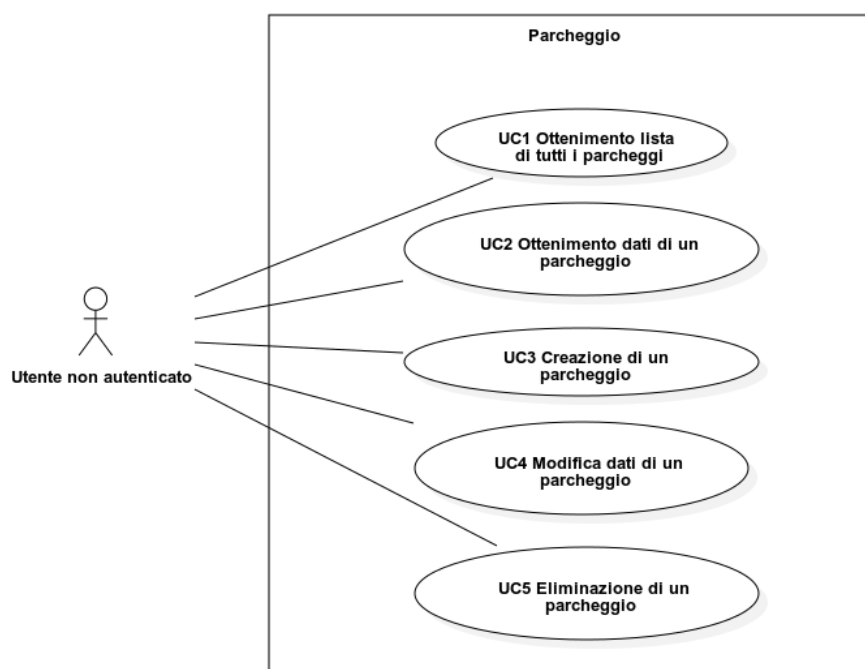 Parcheggio
UC1 Ottenimento lista
di tutti i parcheggi
UC2 Ottenimento dati di un
parcheggio
Utente non autenticato
UC3 Creazione di un
parcheggio
UC4 Modifica dati di un
parcheggio
UC5 Eliminazione di un
parcheggio